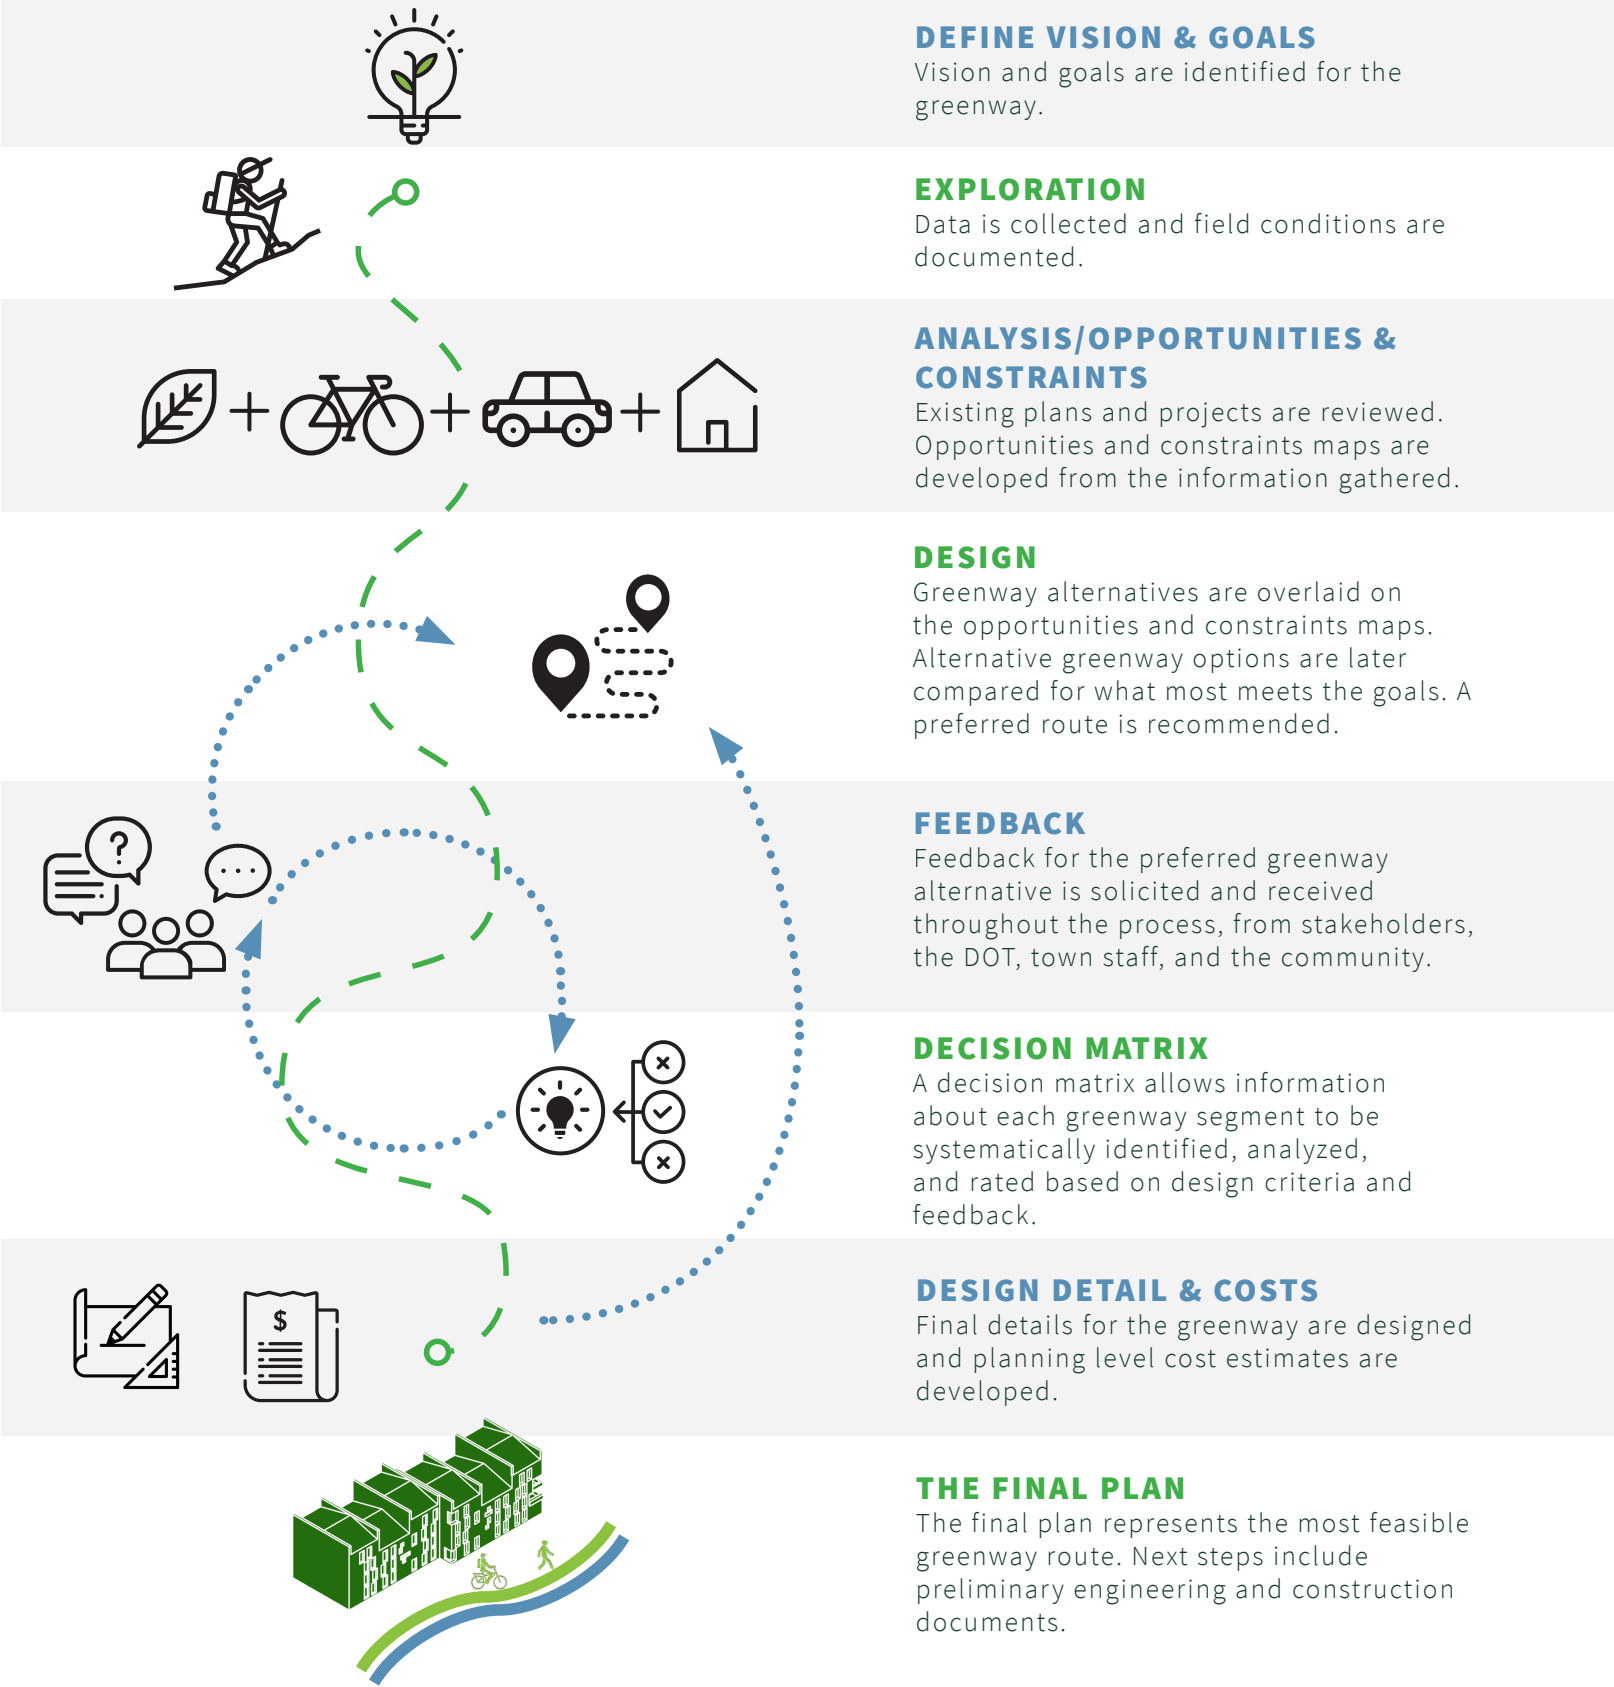 DEFINE VISION & GOALS
Vision and goals are identified for the
greenway.
EXPLORATION
Data is collected and field conditions are
documented.
ANALYSIS/OPPORTUNITIES &
CONSTRAINTS
Existing plans and projects are reviewed.
Opportunities and constraints maps are
developed from the information gathered.
DESIGN
Greenway alternatives are overlaid on
the opportunities and constraints maps.
Alternative greenway options are later
compared for what most meets the goals. A
preferred route is recommended.
FEEDBACK
Feedback for the preferred greenway
alternative is solicited and received
throughout the process, from stakeholders,
the DOT, town staff, and the community.
?
DECISION MATRIX
A decision matrix allows information
about each greenway segment to be
systematically identified, analyzed,
and rated based on design criteria and
feedback.
DESIGN DETAIL & COSTS
Final details for the greenway are designed
and planning level cost estimates are
developed.
$
THE FINAL PLAN
The final plan represents the most feasible
greenway route. Next steps include
preliminary engineering and construction
documents.